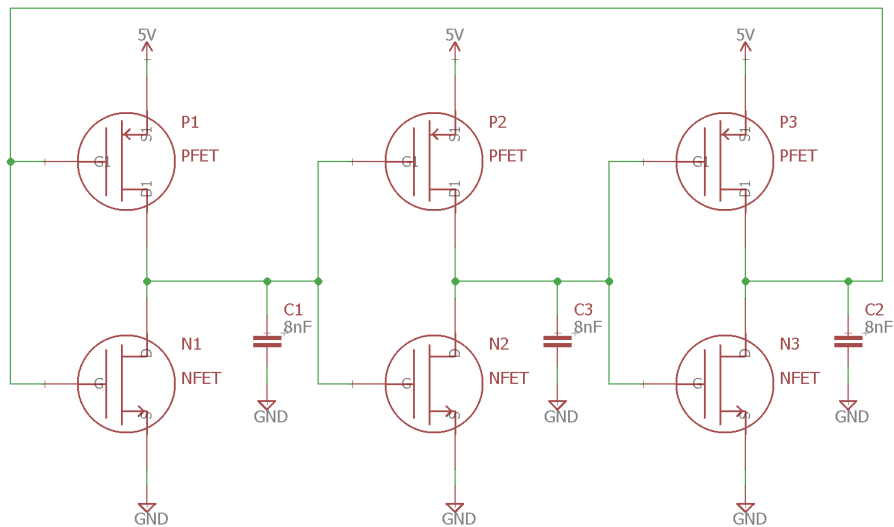 5V
5V
5V
P1
PFET
G1
S1
D1
P2
PFET
G1
S1
D1
P3
PFET
G1
S1
D1
C1
8nF
GND
C3
8nF
GND
C2
8nF
GND
N1
NFET
G
D
S
N2
NFET
G
D
S
N3
NFET
G
D
S
GND
GND
GND